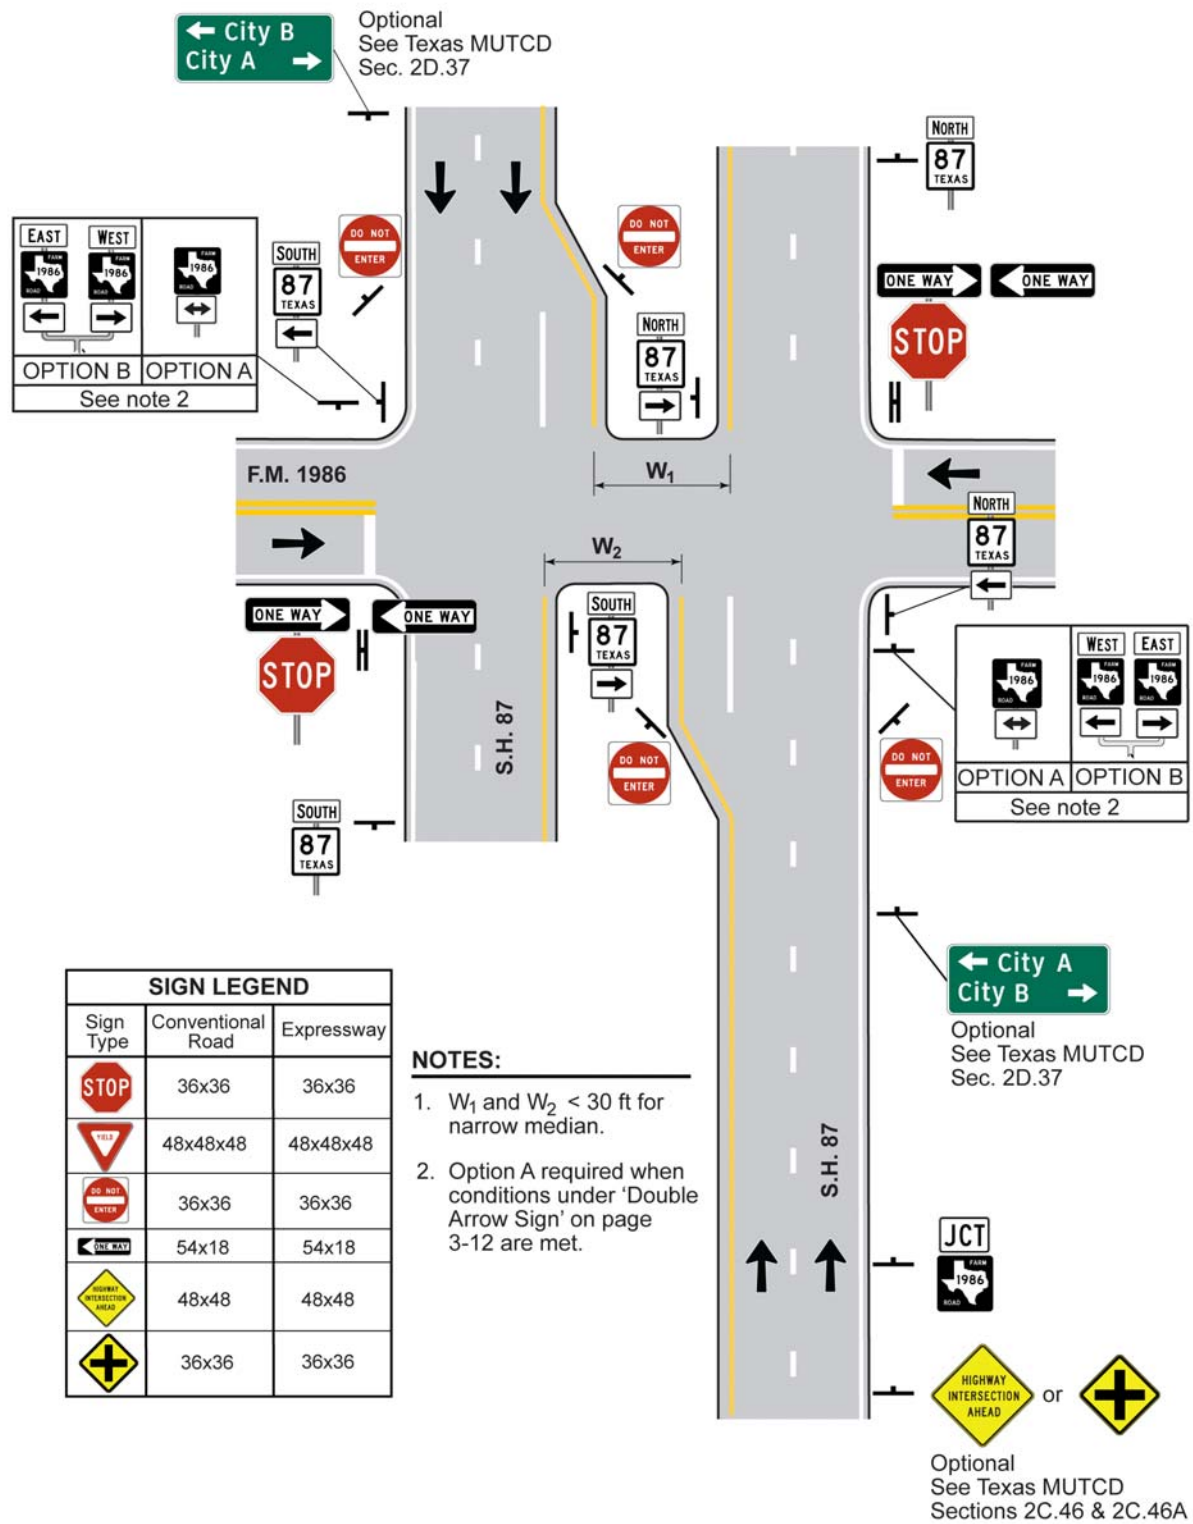 ← City B
City A →
Optional
See Texas MUTCD
Sec. 2D.37
NORTH
87
TEXAS
DO NOT
ENTER
DO NOT
ENTER
EAST
FARM
1986
ROAD
WEST
FARM
1986
ROAD
FARM
1986
ROAD
OPTION B
OPTION A
See note 2
SOUTH
87
TEXAS
NORTH
87
TEXAS
ONE WAY
ONE WAY
STOP
F.M. 1986
W1
W2
NORTH
87
TEXAS
ONE WAY
ONE WAY
STOP
SOUTH
87
TEXAS
S.H. 87
DO NOT
ENTER
DO NOT
ENTER
FARM
1986
ROAD
WEST
FARM
1986
ROAD
EAST
FARM
1986
ROAD
OPTION A
OPTION B
See note 2
SOUTH
87
TEXAS
← City A
City B →
Optional
See Texas MUTCD
Sec. 2D.37
SIGN LEGEND
Sign
Type
Conventional
Road
Expressway
STOP
36x36
36x36
YIELD
48x48x48
48x48x48
DO NOT
ENTER
36x36
36x36
ONE WAY
54x18
54x18
HIGHWAY
INTERSECTION
AHEAD
48x48
48x48
36x36
36x36
NOTES:
1. W1 and W2 < 30 ft for
narrow median.
2. Option A required when
conditions under ‘Double
Arrow Sign’ on page
3-12 are met.
S.H. 87
JCT
FARM
1986
ROAD
HIGHWAY
INTERSECTION
AHEAD
or
Optional
See Texas MUTCD
Sections 2C.46 & 2C.46A